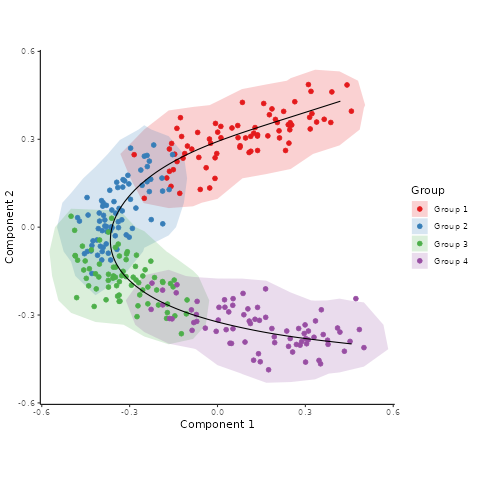 0.6
0.3
0.0
-0.3
-0.6
Component 2
-0.6
-0.3
0.0
0.3
0.6
Component 1
Group
Group 1
Group 2
Group 3
Group 4